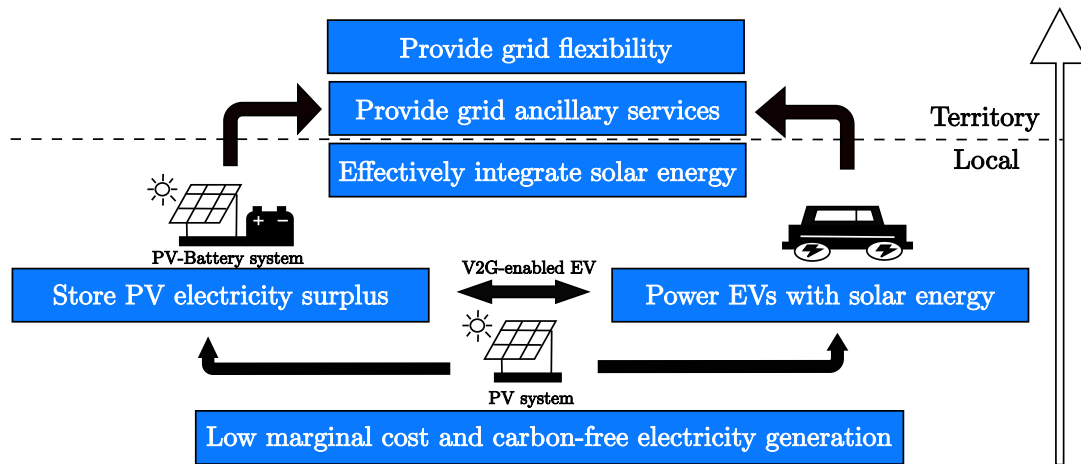 Provide grid flexibility
Provide grid ancillary services
Territory
Local
Effectively integrate solar energy
+ −
PV-Battery system
V2G-enabled EV
Store PV electricity surplus
Power EVs with solar energy
PV system
Low marginal cost and carbon-free electricity generation